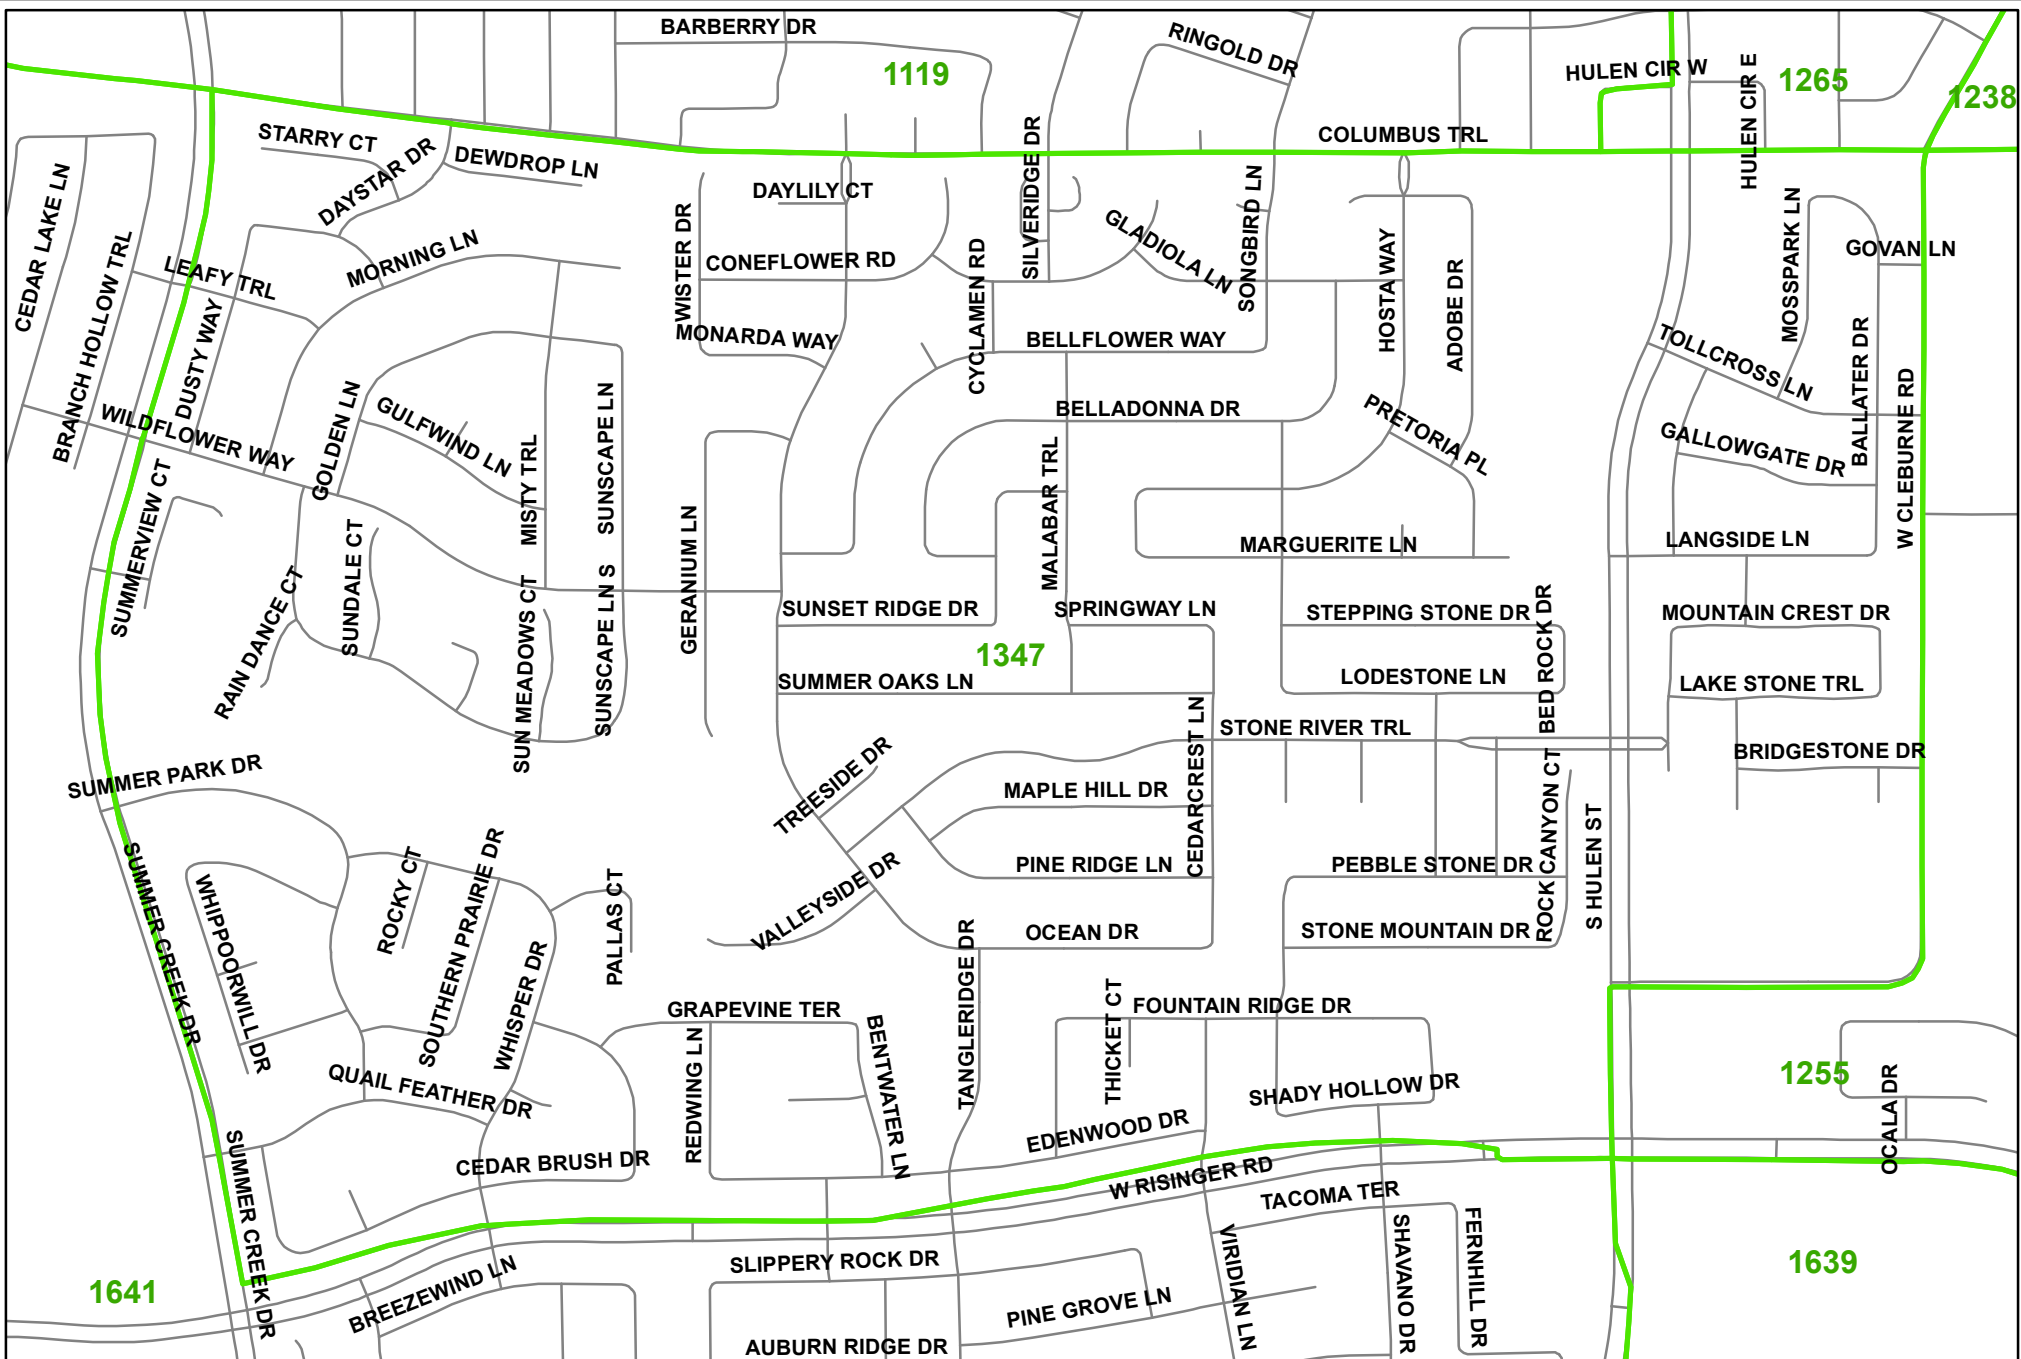 BARBERRY DR
RINGOLD DR
1119
HULEN CIR W
HULEN CIR E
1265
1238
STARRY CT
DAYSTAR DR
DEWDROP LN
COLUMBUS TRL
CEDAR LAKE LN
BRANCH HOLLOW TRL
LEAFY TRL
DUSTY WAY
MORNING LN
WISTER DR
DAYLILY CT
CONEFLOWER RD
SILVERIDGE DR
CYCLAMEN RD
GLADIOLA LN
SONGBIRD LN
HOSTA WAY
ADOBE DR
MOSSPARK LN
GOVAN LN
MONARDA WAY
BELLFLOWER WAY
TOLLCROSS LN
BALLATER DR
W CLEBURNE RD
WILDFLOWER WAY
GOLDEN LN
GULFWIND LN
MISTY TRL
SUNSCAPE LN
BELLADONNA DR
PRETORIA PL
GALLOWGATE DR
SUMMERVIEW CT
RAIN DANCE CT
SUNDALE CT
SUN MEADOWS CT
SUNSCAPE LN S
GERANIUM LN
MALABAR TRL
MARGUERITE LN
LANGSIDE LN
SUNSET RIDGE DR
SPRINGWAY LN
STEPPING STONE DR
BED ROCK DR
MOUNTAIN CREST DR
1347
SUMMER OAKS LN
LODESTONE LN
LAKE STONE TRL
CEDARCREST LN
STONE RIVER TRL
BRIDGESTONE DR
SUMMER PARK DR
TREESIDE DR
MAPLE HILL DR
ROCK CANYON CT
S HULEN ST
SUMMER CREEK DR
WHIPPOORWILL DR
ROCKY CT
SOUTHERN PRAIRIE DR
WHISPER DR
PALLAS CT
VALLEYSIDE DR
PINE RIDGE LN
PEBBLE STONE DR
OCEAN DR
STONE MOUNTAIN DR
TANGLERIDGE DR
GRAPEVINE TER
REDWING LN
BENTWATER LN
THICKET CT
FOUNTAIN RIDGE DR
QUAIL FEATHER DR
SHADY HOLLOW DR
1255
OCALA DR
EDENWOOD DR
CEDAR BRUSH DR
W RISINGER RD
SUMMER CREEK DR
TACOMA TER
VIRIDIAN LN
SHAVANO DR
FERNHILL DR
SLIPPERY ROCK DR
1639
1641
BREEZEWIND LN
PINE GROVE LN
AUBURN RIDGE DR